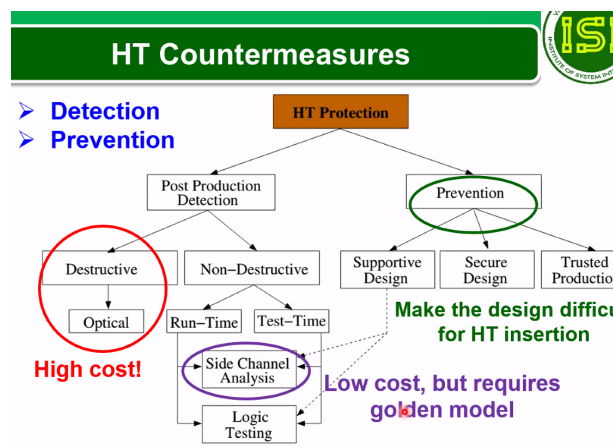 HT Countermeasures
ISI
➢ Detection
➢ Prevention
HT Protection
Post Production
Detection
Prevention
Destructive
Non-Destructive
Supportive
Design
Secure
Design
Trusted
Optical
Run-Time
Test-Time
Make the design
for HT insertion
High cost!
Side Channel
Analysis
Low cost, but requires
golden model
Logic
Testing